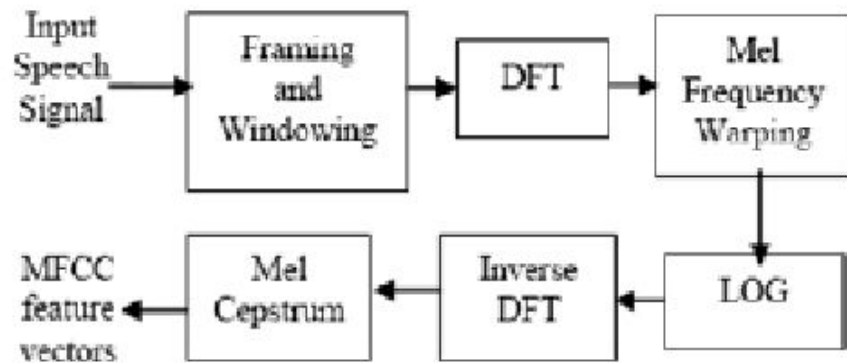 Input
Speech
Signal
Framing
and
Windowing
DFT
Mel
Frequency
Warping
LOG
Inverse
DFT
Mel
Cepstrum
MFCC
feature
vectors